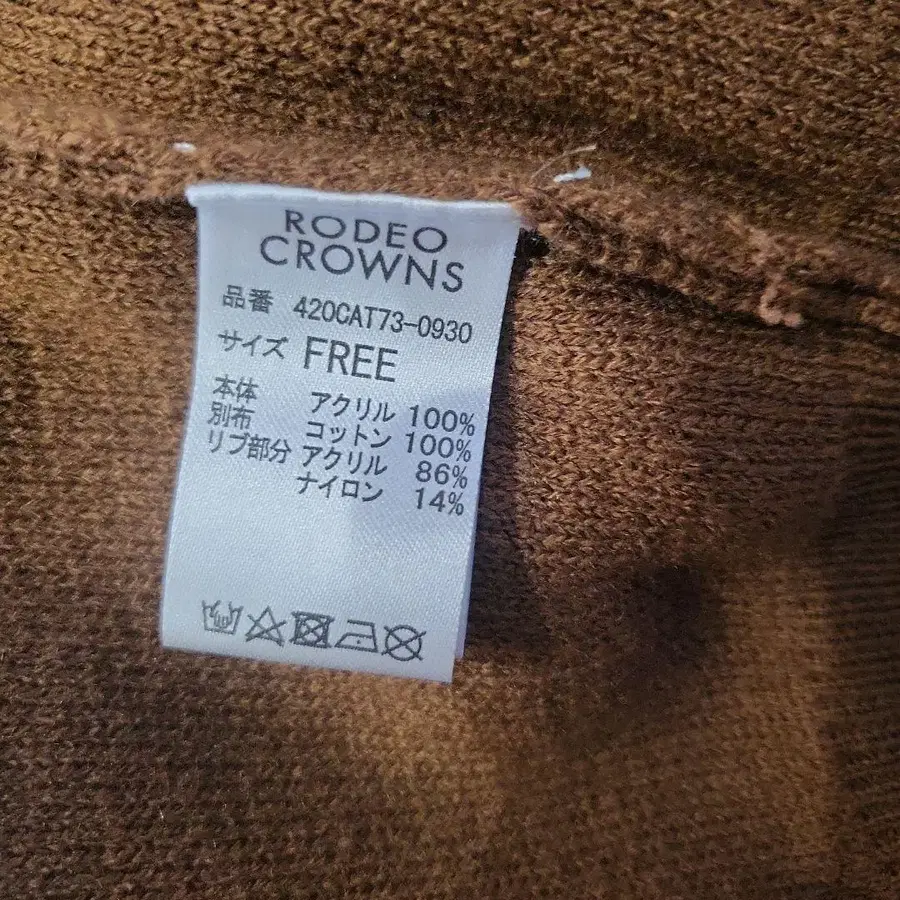 RODEO
CROWNS
品番 420CAT73-0930
サイズ FREE
本体 アクリル 100%
別布 コットン 100%
リブ部分 アクリル 86%
ナイロン 14%